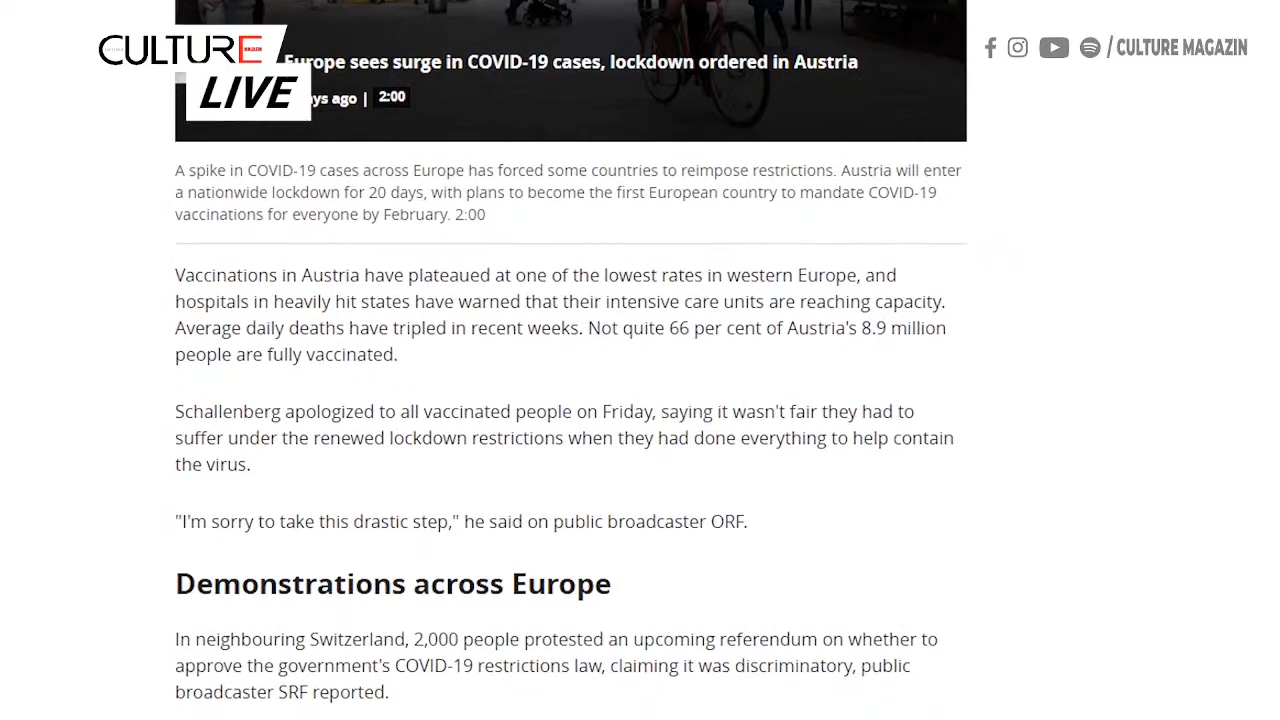 CULTURE
MAGAZIN
LIVE
/ CULTURE MAGAZIN
Europe sees surge in COVID-19 cases, lockdown ordered in Austria
ago | 2:00
A spike in COVID-19 cases across Europe has forced some countries to reimpose restrictions. Austria will enter
a nationwide lockdown for 20 days, with plans to become the first European country to mandate COVID-19
vaccinations for everyone by February. 2:00
Vaccinations in Austria have plateaued at one of the lowest rates in western Europe, and
hospitals in heavily hit states have warned that their intensive care units are reaching capacity.
Average daily deaths have tripled in recent weeks. Not quite 66 per cent of Austria's 8.9 million
people are fully vaccinated.
Schallenberg apologized to all vaccinated people on Friday, saying it wasn't fair they had to
suffer under the renewed lockdown restrictions when they had done everything to help contain
the virus.
"I'm sorry to take this drastic step," he said on public broadcaster ORF.
Demonstrations across Europe
In neighbouring Switzerland, 2,000 people protested an upcoming referendum on whether to
approve the government's COVID-19 restrictions law, claiming it was discriminatory, public
broadcaster SRF reported.